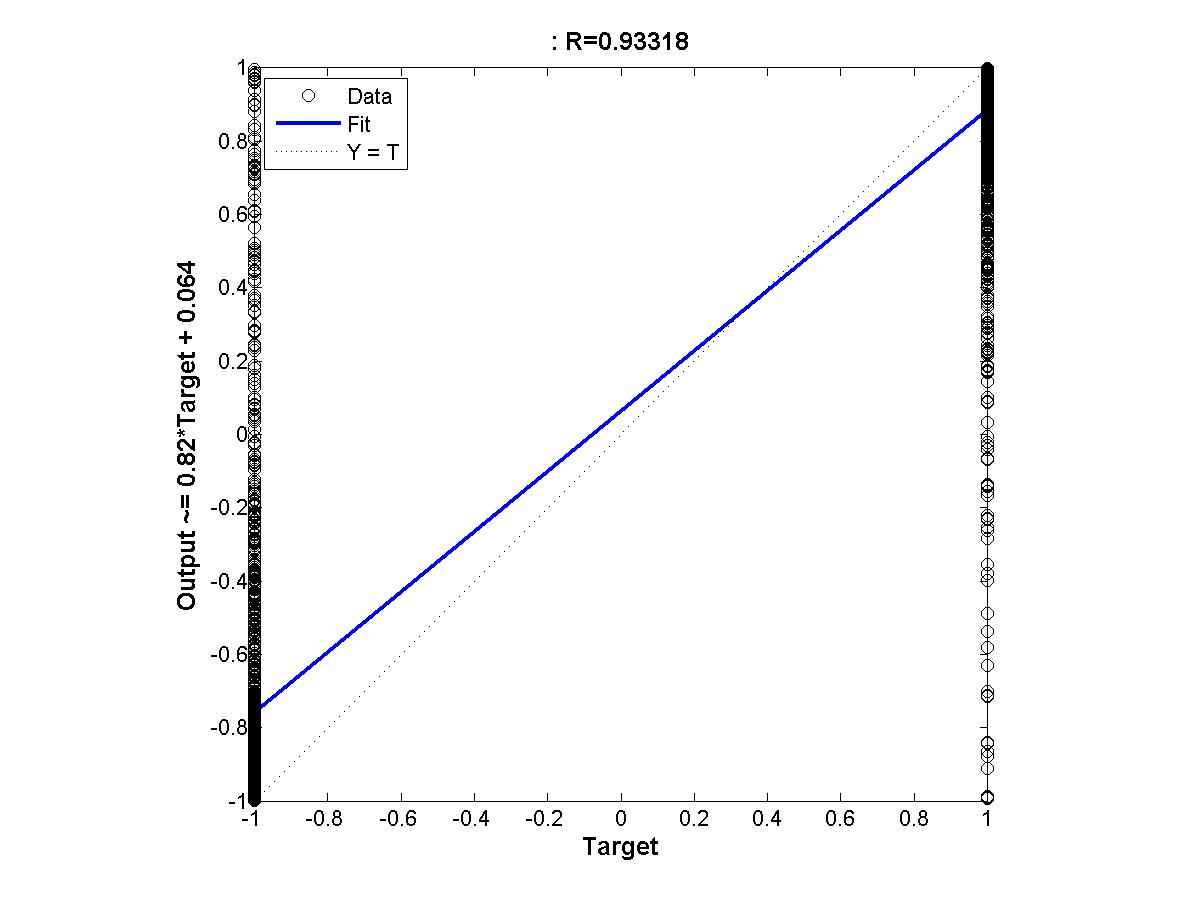 : R=0.93318
Data
Fit
Y = T
Output ~= 0.82*Target + 0.064
1
0.8
0.6
0.4
0.2
0
-0.2
-0.4
-0.6
-0.8
-1
-1 -0.8 -0.6 -0.4 -0.2 0 0.2 0.4 0.6 0.8 1
Target